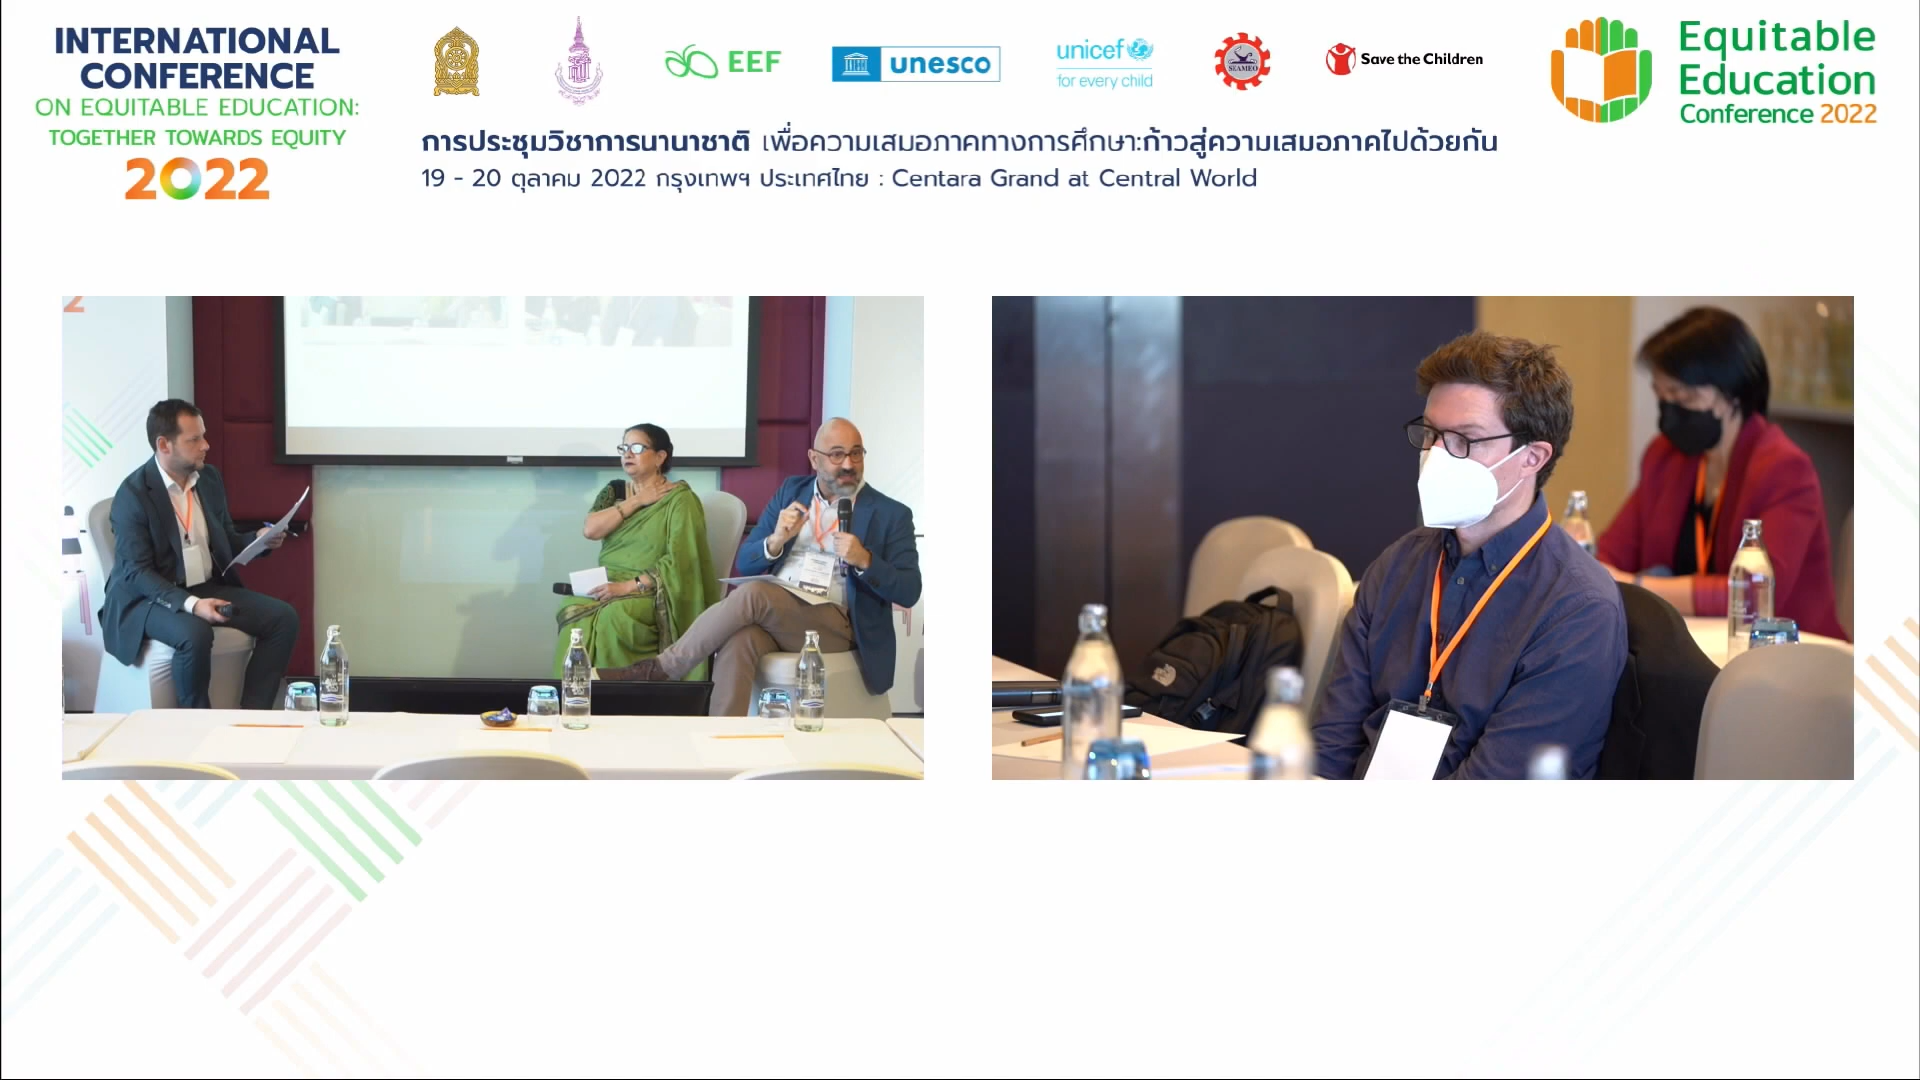 INTERNATIONAL
CONFERENCE
ON EQUITABLE EDUCATION:
TOGETHER TOWARDS EQUITY
2022
EEF
unesco
unicef
for every child
SEAMEO
Save the Children
Equitable
Education
Conference 2022
การประชุมวิชาการนานาชาติ เพื่อความเสมอภาคทางการศึกษา:ก้าวสู่ความเสมอภาคไปด้วยกัน
19 - 20 ตุลาคม 2022 กรุงเทพฯ ประเทศไทย : Centara Grand at Central World